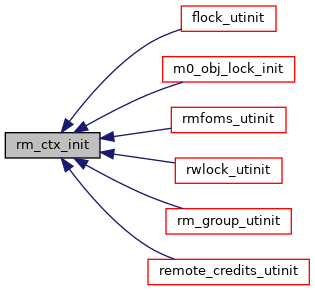 flock_utinit
m0_obj_lock_init
rmfoms_utinit
rm_ctx_init
rwlock_utinit
rm_group_utinit
remote_credits_utinit